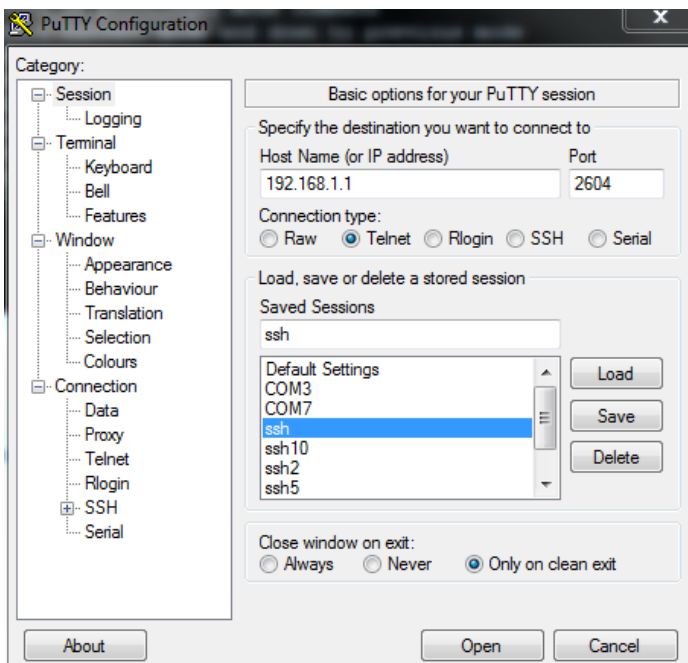 PuTTY Configuration
x
Category:
Session
Logging
Terminal
Keyboard
Bell
Features
Window
Appearance
Behaviour
Translation
Selection
Colours
Connection
Data
Proxy
Telnet
Rlogin
SSH
Serial
Basic options for your PuTTY session
Specify the destination you want to connect to
Host Name (or IP address) Port
192.168.1.1 2604
Connection type:
Raw Telnet Rlogin SSH Serial
Load, save or delete a stored session
Saved Sessions
ssh
Default Settings
COM3
COM7
ssh
ssh10
ssh2
ssh5
Load
Save
Delete
Close window on exit:
Always Never Only on clean exit
About Open Cancel